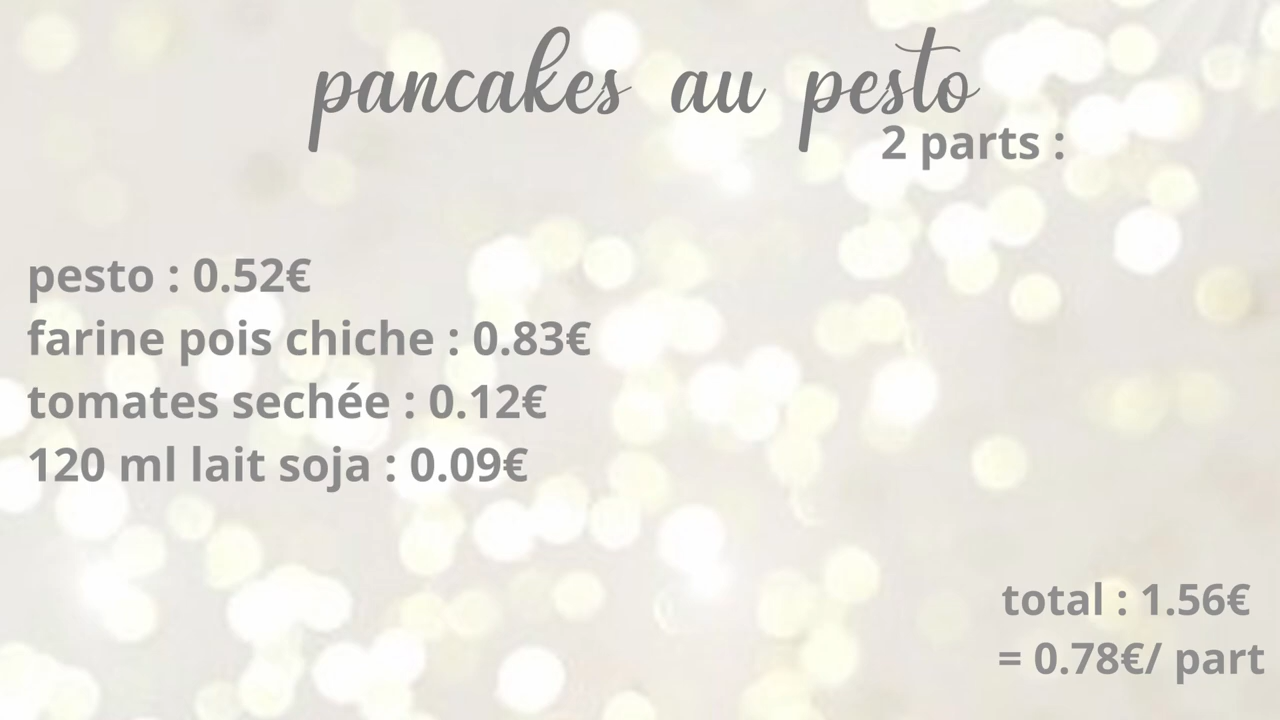 pancakes au pesto
2 parts :
pesto : 0.52€
farine pois chiche : 0.83€
tomates sechée : 0.12€
120 ml lait soja : 0.09€
total : 1.56€
= 0.78€/ part